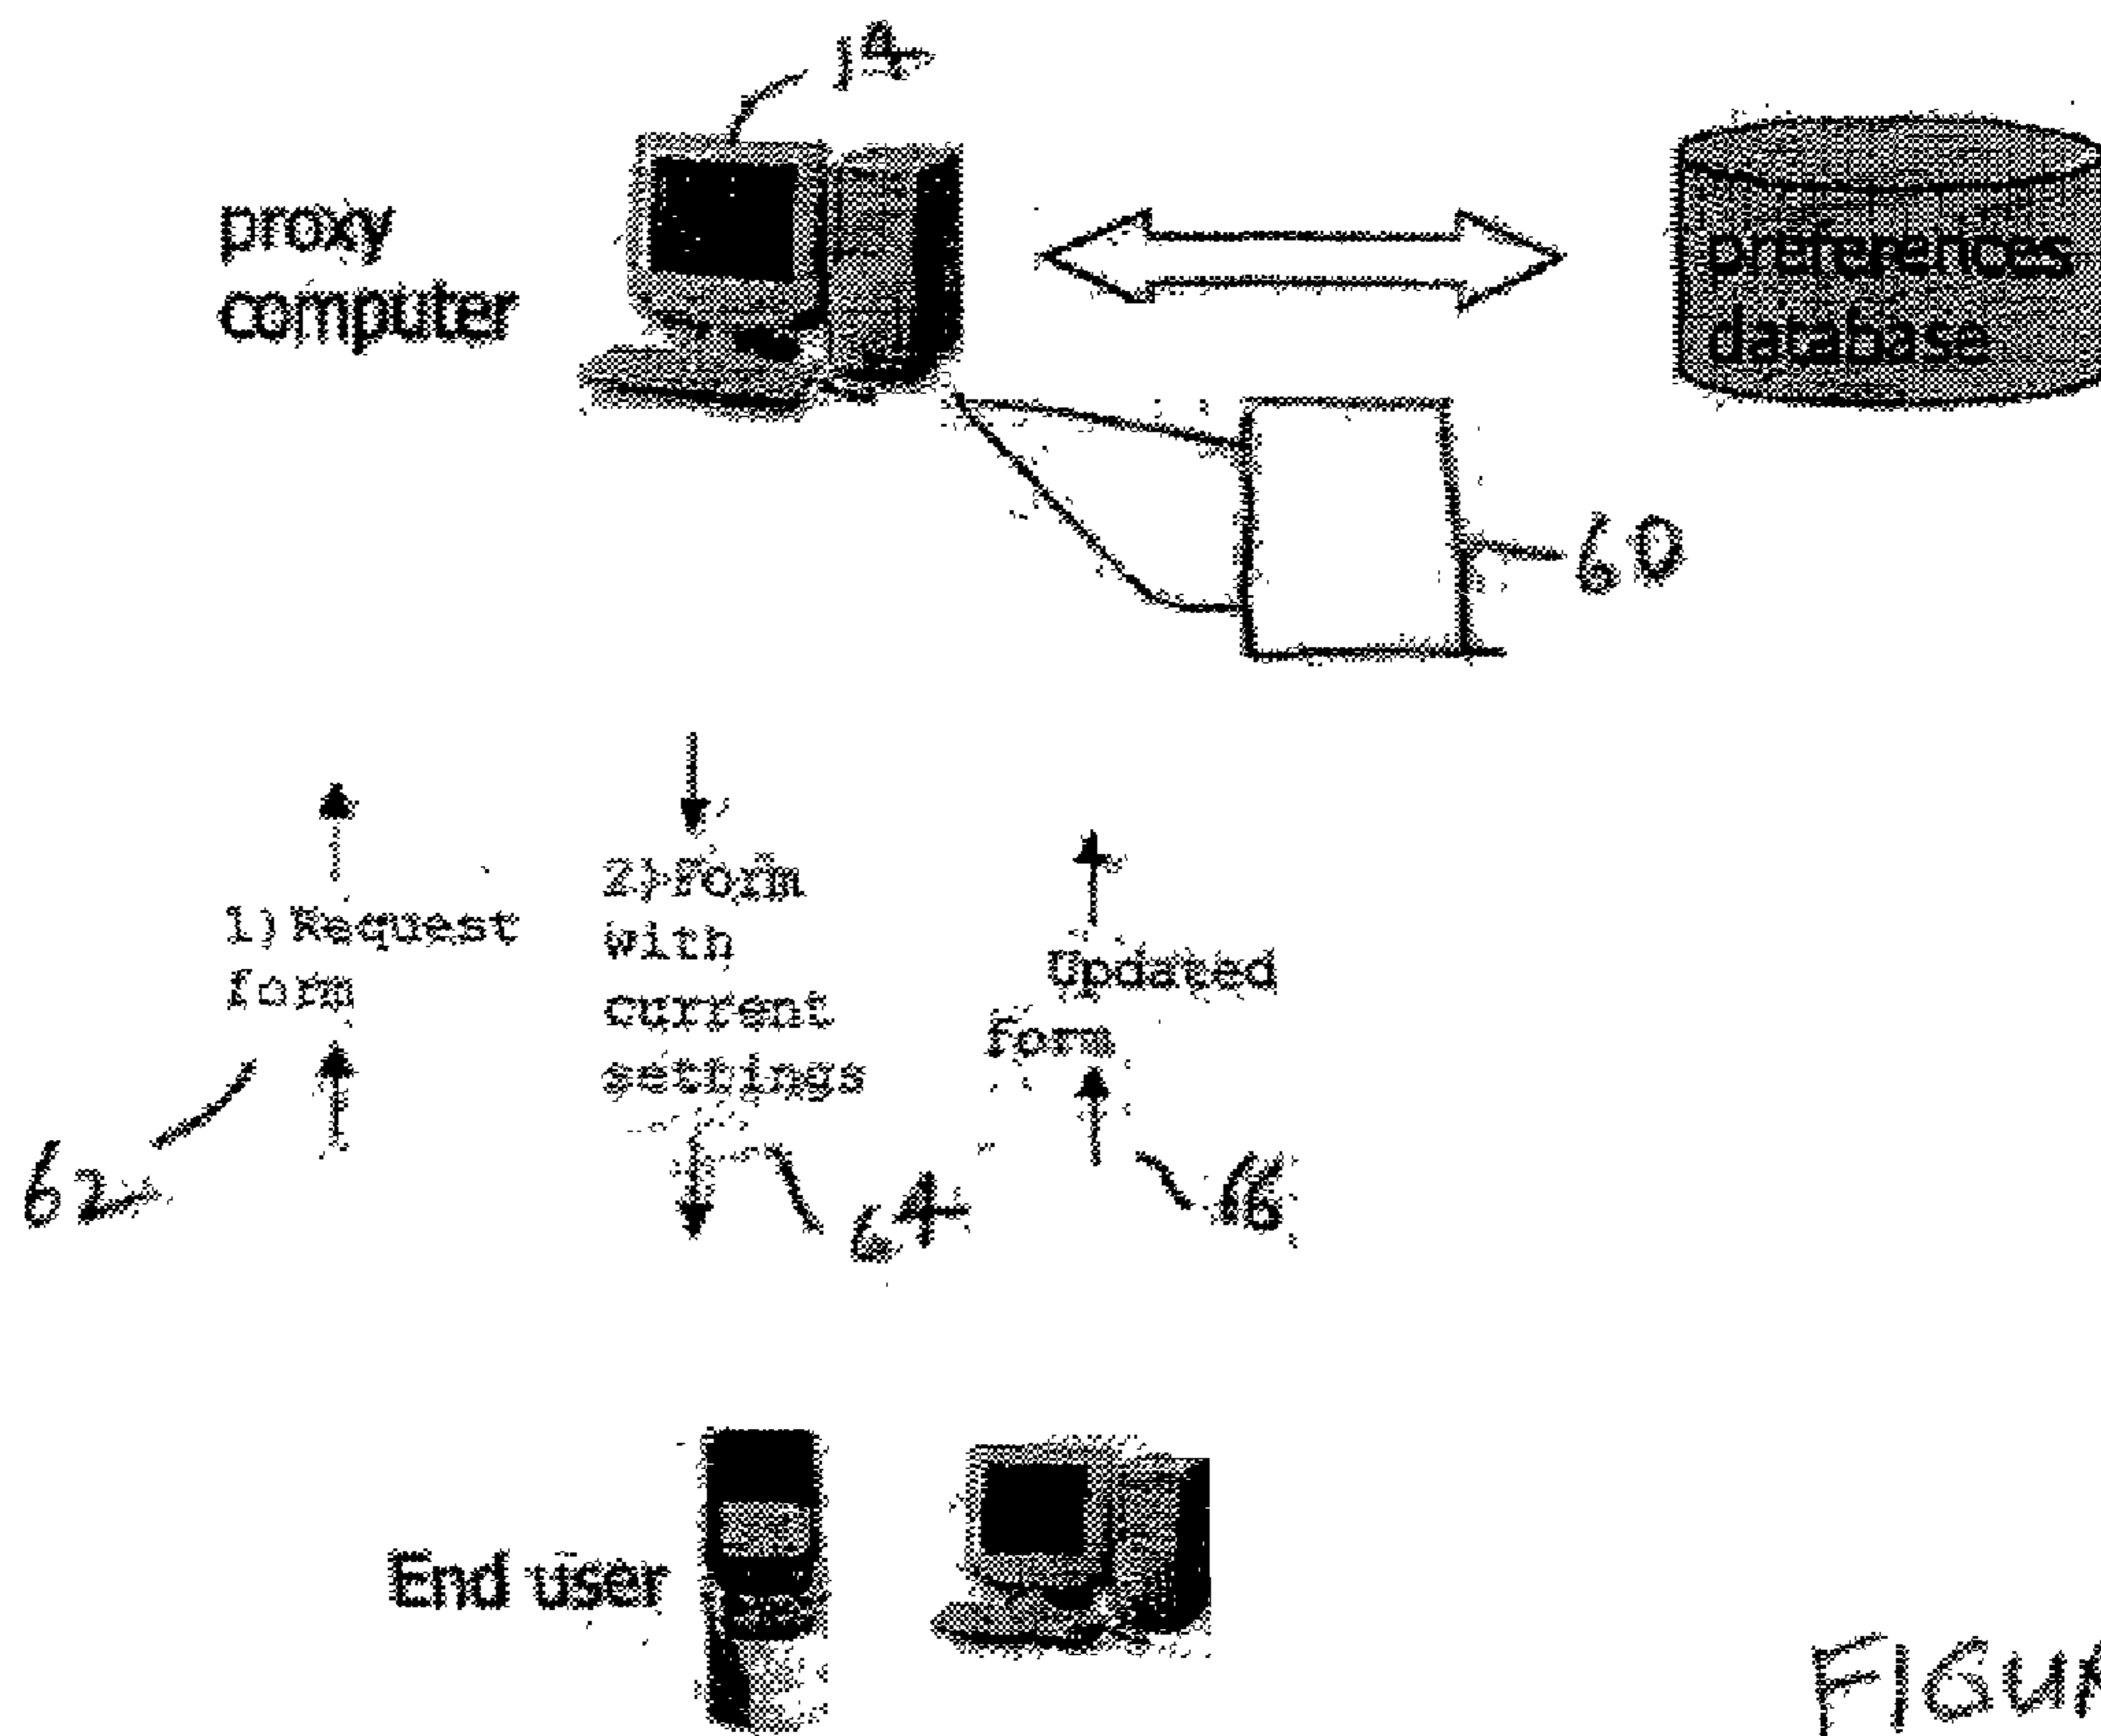 14
proxy
computer
preferences
database
60
1) Request
form
2) Form
with
current
settings
Updated
form
62
64
66
End user